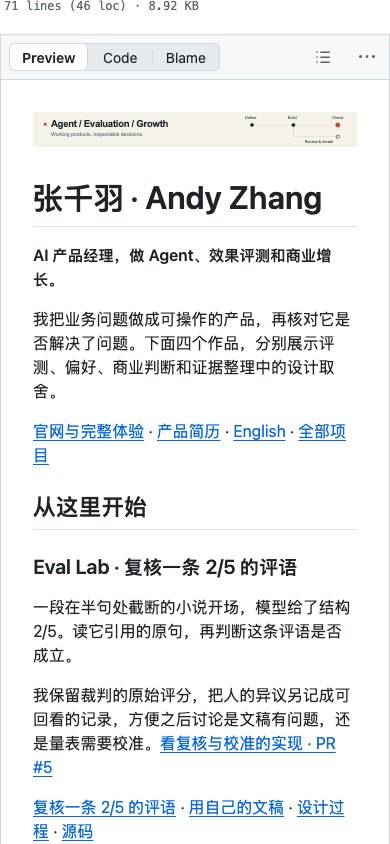 71 lines (46 loc) · 8.92 KB
Preview
Code
Blame
Agent / Evaluation / Growth
Working products. Inspectable decisions.
Define
Build
Check
Review & iterate
张千羽 · Andy Zhang
AI 产品经理，做 Agent、效果评测和商业增
长。
我把业务问题做成可操作的产品，再核对它是
否解决了问题。下面四个作品，分别展示评
测、偏好、商业判断和证据整理中的设计取
舍。
官网与完整体验 · 产品简历 · English · 全部项
目
从这里开始
Eval Lab · 复核一条 2/5 的评语
一段在半句处截断的小说开场，模型给了结构
2/5。读它引用的原句，再判断这条评语是否
成立。
我保留裁判的原始评分，把人的异议另记成可
回看的记录，方便之后讨论是文稿有问题，还
是量表需要校准。看复核与校准的实现 · PR
#5
复核一条 2/5 的评语 · 用自己的文稿 · 设计过
程 · 源码